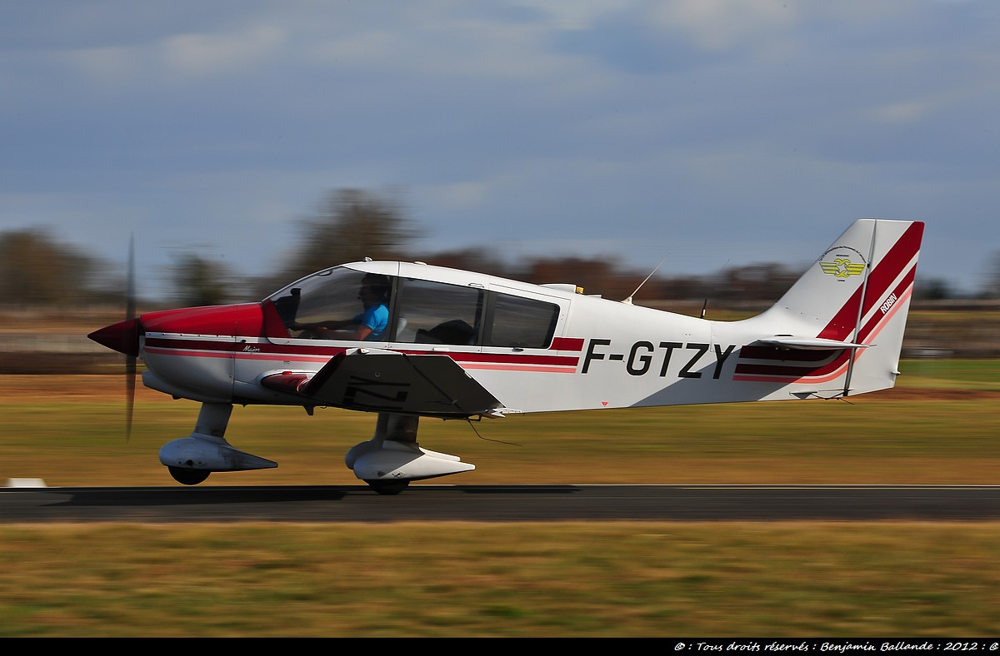 Major
F-GTZY
ROBIN
@ : Tous droits réservés : Benjamin Ballande : 2012 : @